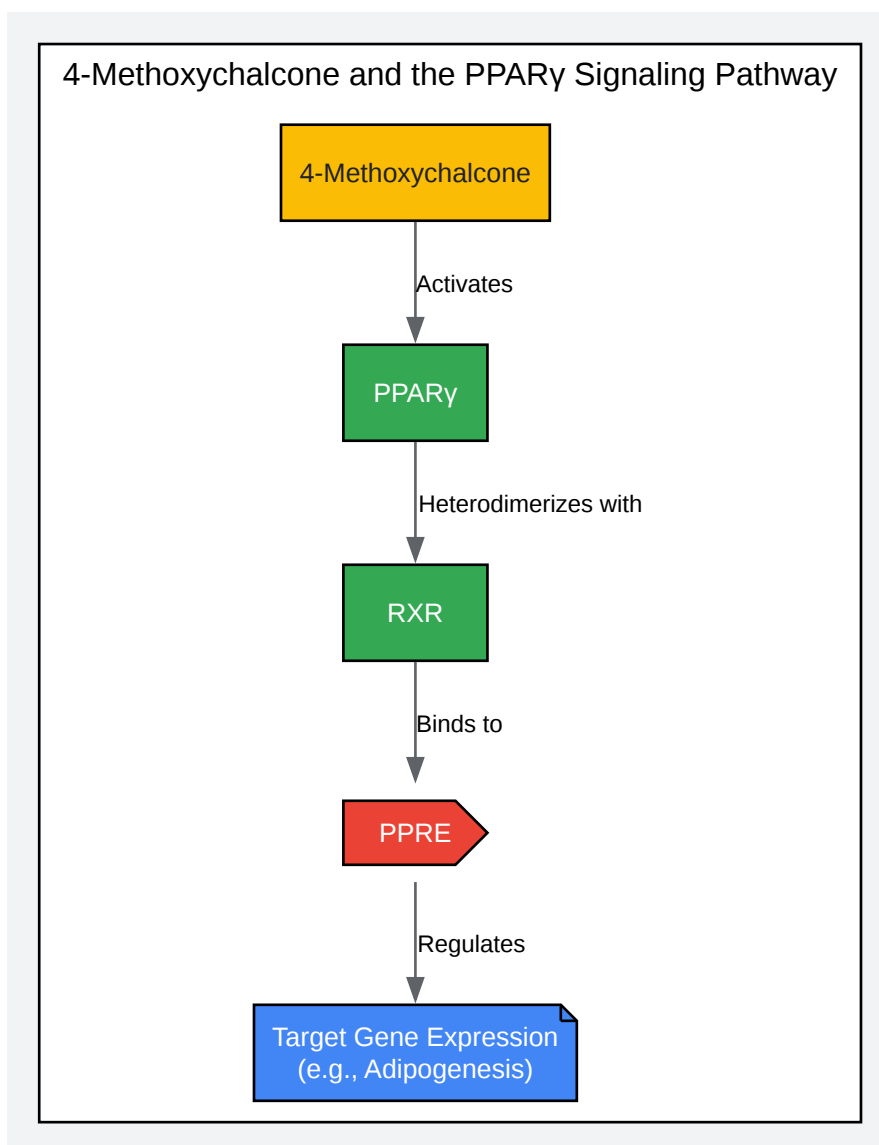 4-Methoxychalcone and the PPARγ Signaling Pathway
4-Methoxychalcone
Activates
PPARγ
Heterodimerizes with
RXR
Binds to
PPRE
Regulates
Target Gene Expression
(e.g., Adipogenesis)